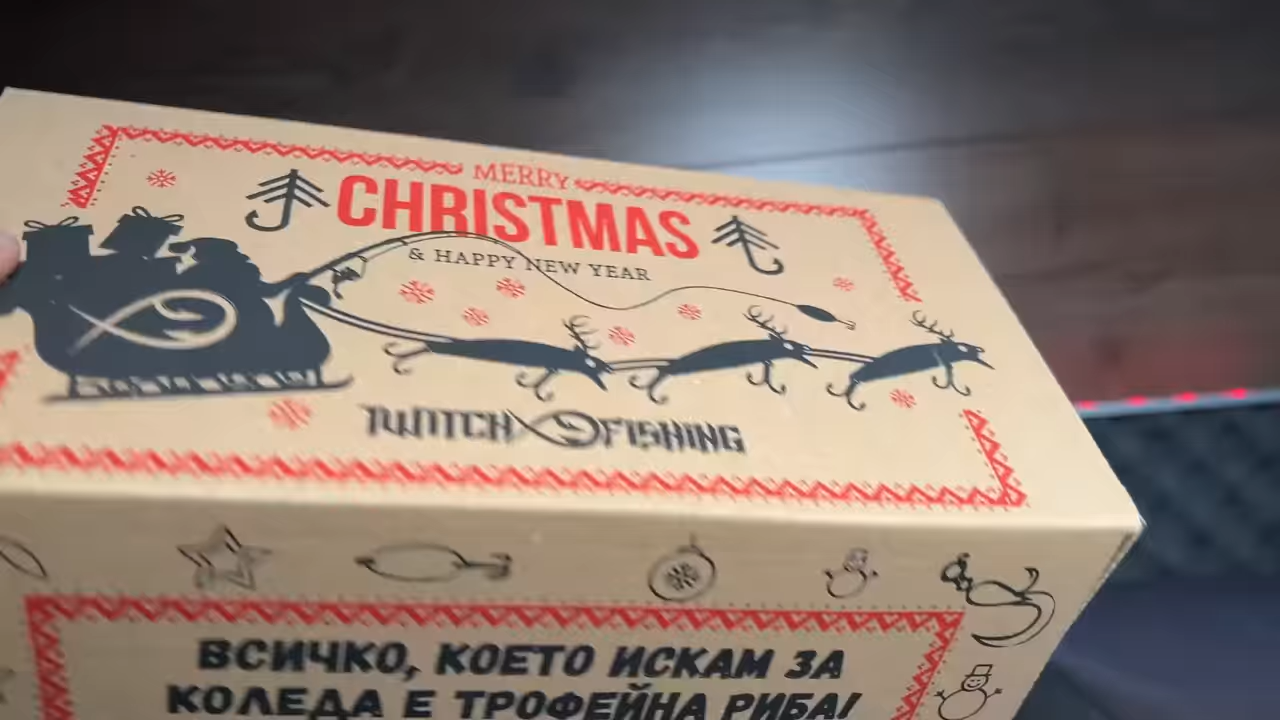 MERRY
CHRISTMAS
& HAPPY NEW YEAR
TWITCH FISHING
ВСИЧКО, КОЕТО ИСКАМ ЗА
КОЛЕДА Е ТРОФЕЙНА РИБА!